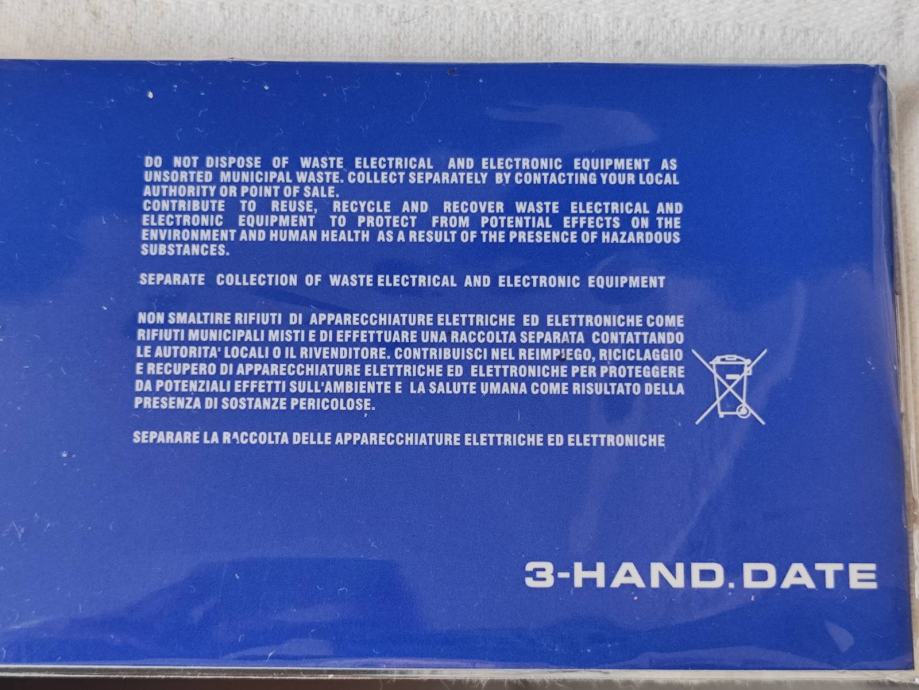 DO NOT DISPOSE OF WASTE ELECTRICAL AND ELECTRONIC EQUIPMENT AS
UNSORTED MUNICIPAL WASTE. COLLECT SEPARATELY BY CONTACTING YOUR LOCAL
AUTHORITY OR POINT OF SALE.
CONTRIBUTE TO REUSE, RECYCLE AND RECOVER WASTE ELECTRICAL AND
ELECTRONIC EQUIPMENT TO PROTECT FROM POTENTIAL EFFECTS ON THE
ENVIRONMENT AND HUMAN HEALTH AS A RESULT OF THE PRESENCE OF HAZARDOUS
SUBSTANCES.
SEPARATE COLLECTION OF WASTE ELECTRICAL AND ELECTRONIC EQUIPMENT
NON SMALTIRE RIFIUTI DI APPARECCHIATURE ELETTRICHE ED ELETTRONICHE COME
RIFIUTI MUNICIPALI MISTI E DI EFFETTUARE UNA RACCOLTA SEPARATA CONTATTANDO
LE AUTORITA' LOCALI O IL RIVENDITORE. CONTRIBUISCI NEL REIMPIEGO, RICICLAGGIO
E RECUPERO DI APPARECCHIATURE ELETTRICHE ED ELETTRONICHE PER PROTEGGERE
DA POTENZIALI EFFETTI SULL'AMBIENTE E LA SALUTE UMANA COME RISULTATO DELLA
PRESENZA DI SOSTANZE PERICOLOSE.
SEPARARE LA RACCOLTA DELLE APPARECCHIATURE ELETTRICHE ED ELETTRONICHE
3-HAND.DATE